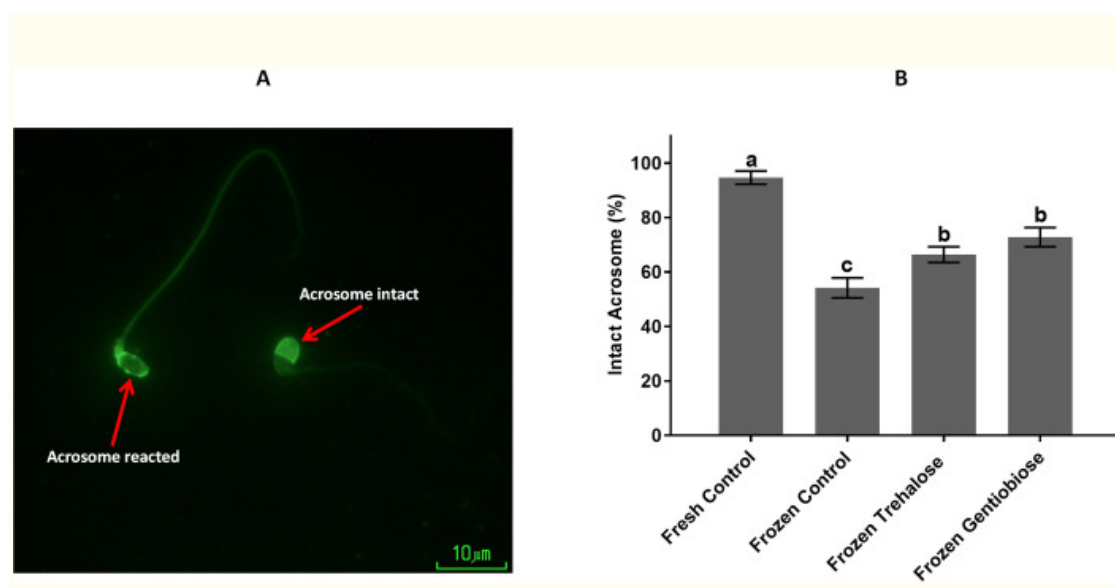 A
Acrosome intact
Acrosome reacted
10μm
B
Intact Acrosome (%)
100
80
60
40
20
0
a
c
b
b
Fresh Control
Frozen Control
Frozen Trehalose
Frozen Gentiobiose